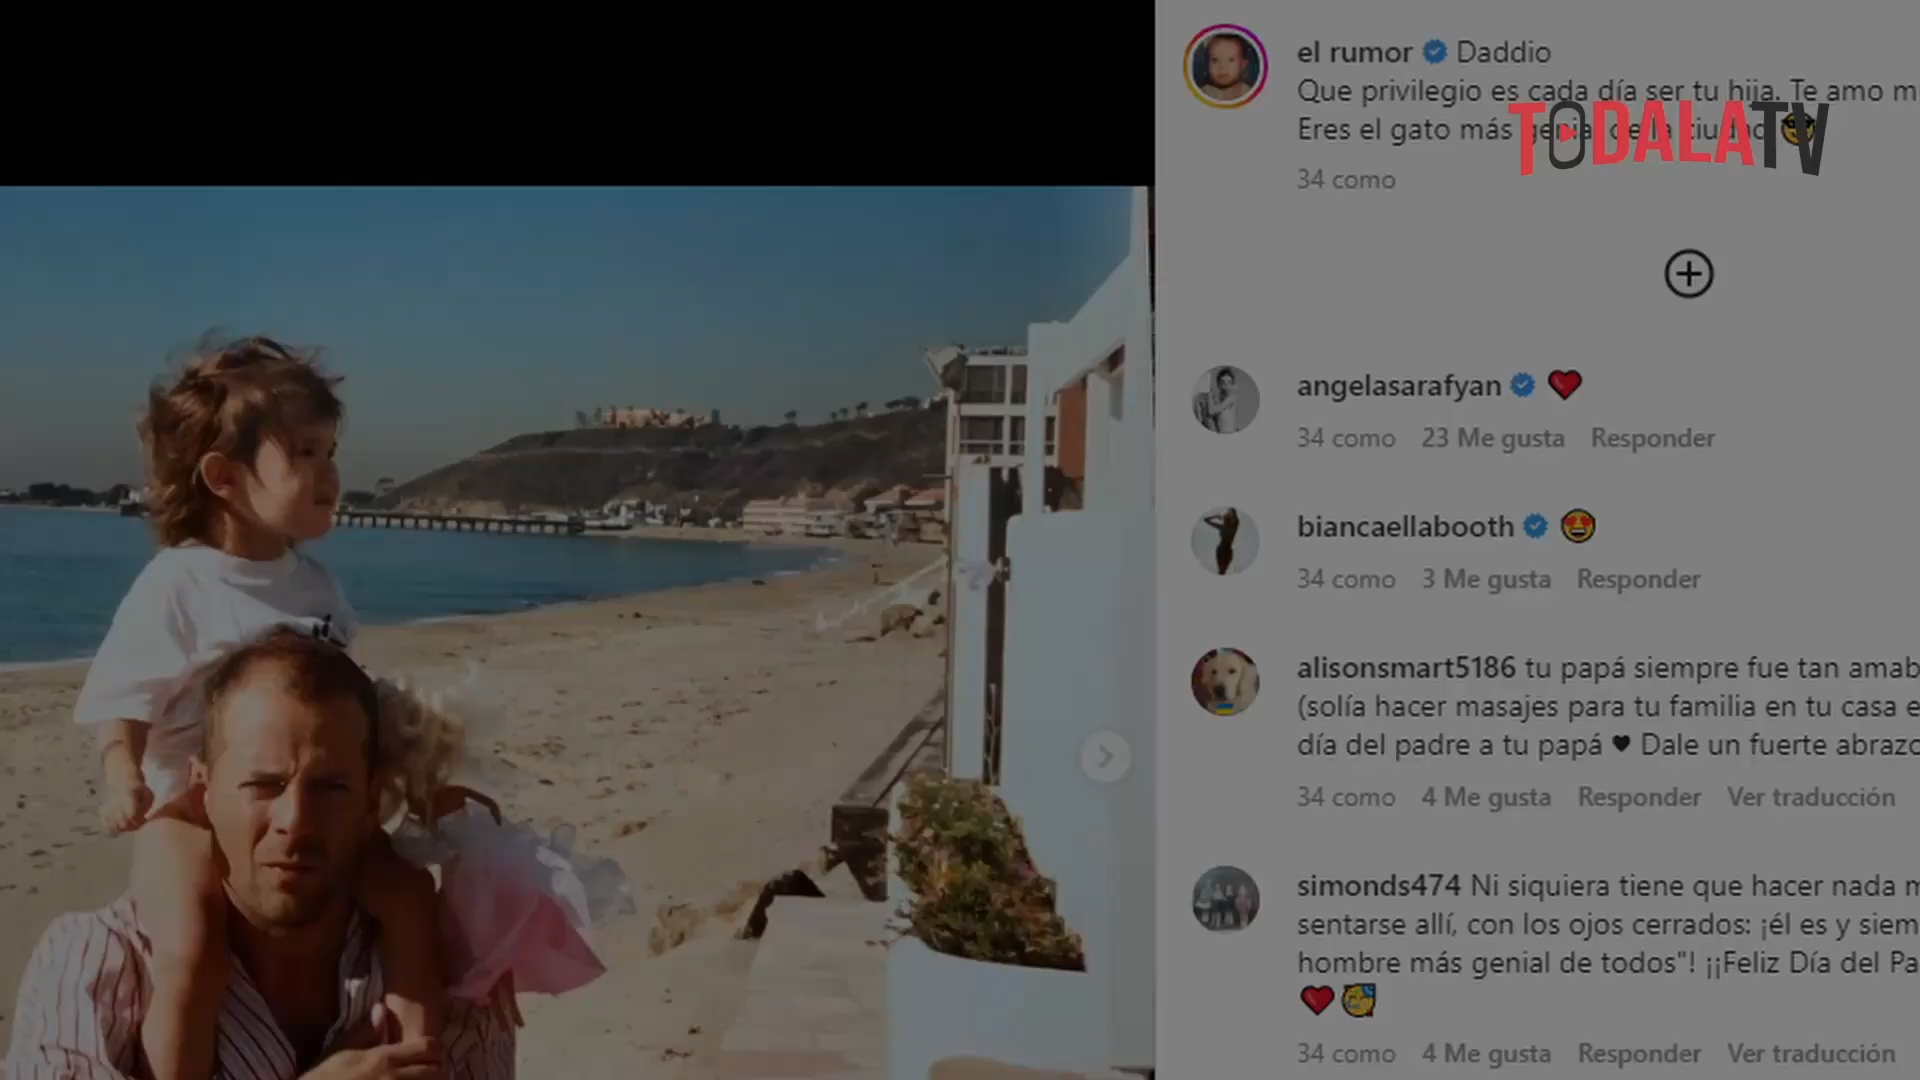 el rumor Daddio
Que privilegio es cada día ser tu hija. Te amo m
Eres el gato más genial de la ciudad
TODALATV
34 como
angelasarafyan
34 como 23 Me gusta Responder
biancaellabooth
34 como 3 Me gusta Responder
alisonsmart5186 tu papá siempre fue tan amab
(solía hacer masajes para tu familia en tu casa e
día del padre a tu papá ♥ Dale un fuerte abrazo
34 como 4 Me gusta Responder Ver traducción
simonds474 Ni siquiera tiene que hacer nada m
sentarse allí, con los ojos cerrados: ¡él es y siem
hombre más genial de todos"! ¡¡Feliz Día del Pa
34 como 4 Me gusta Responder Ver traducción